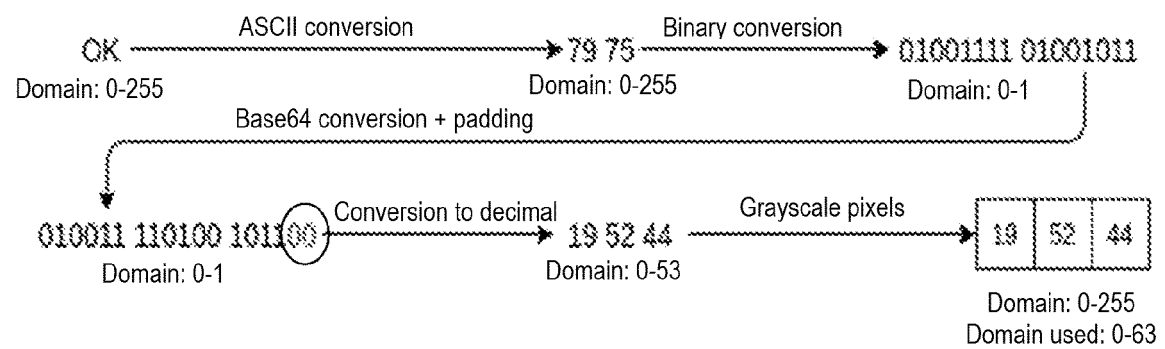 ASCII conversion
Binary conversion
OK
79 75
01001111 01001011
Domain: 0-255
Domain: 0-255
Domain: 0-1
Base64 conversion + padding
010011 110100 101100
Conversion to decimal
19 52 44
Grayscale pixels
19 52 44
Domain: 0-1
Domain: 0-53
Domain: 0-255
Domain used: 0-63